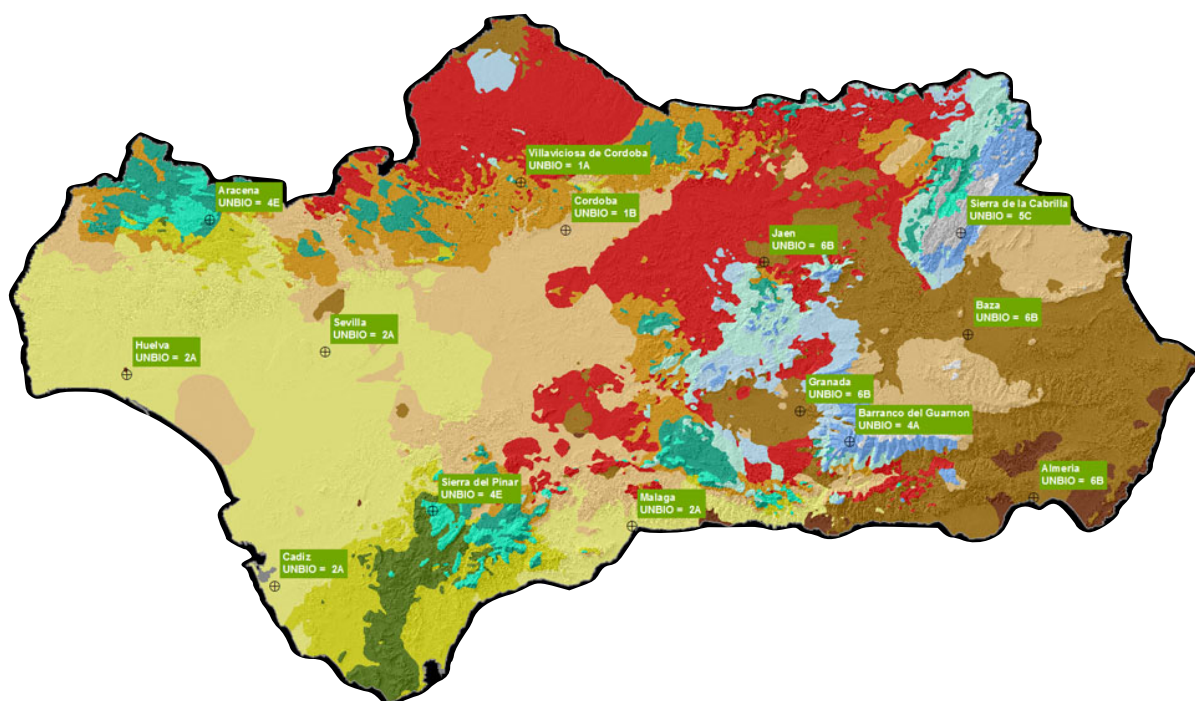 Villaviciosa de Cordoba
UNBIO = 1A
Aracena
UNBIO = 4E
Cordoba
UNBIO = 1B
Sierra de la Cabrilla
UNBIO = 5C
Jaen
UNBIO = 6B
Sevilla
UNBIO = 2A
Baza
UNBIO = 6B
Huelva
UNBIO = 2A
Granada
UNBIO = 6B
Barranco del Guarnon
UNBIO = 4A
Sierra del Pinar
UNBIO = 4E
Almeria
UNBIO = 6B
Malaga
UNBIO = 2A
Cadiz
UNBIO = 2A